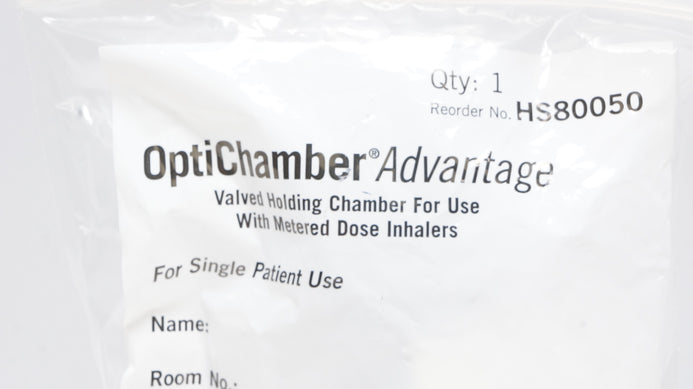 Qty: 1
Reorder No. HS80050
OptiChamber®Advantage
Valved Holding Chamber For Use
With Metered Dose Inhalers
For Single Patient Use
Name:
Room No.: